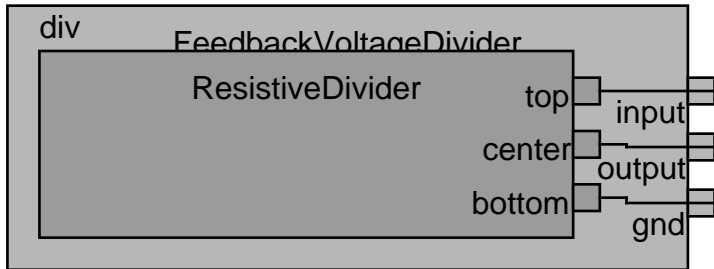 div
FeedbackVoltageDivider
ResistiveDivider
top
input
center
output
bottom
gnd